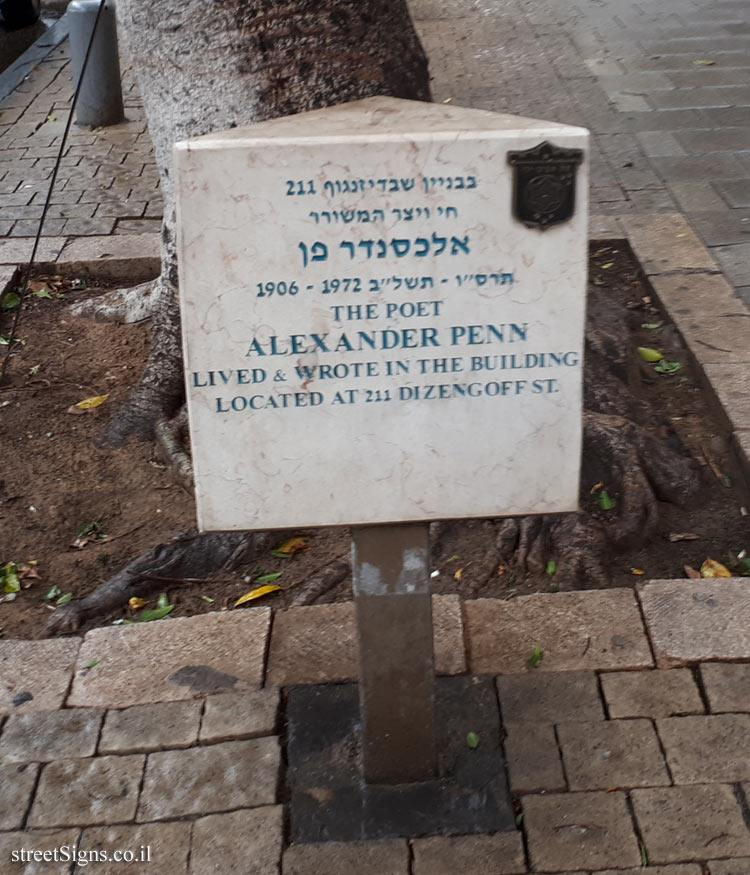 בבניין שבדיזנגוף 211
חי ויצר המשורר
אלכסנדר פן
תרס"ו - תשל"ב 1972 - 1906
THE POET
ALEXANDER PENN
LIVED & WROTE IN THE BUILDING
LOCATED AT 211 DIZENGOFF ST.
streetSigns.co.il